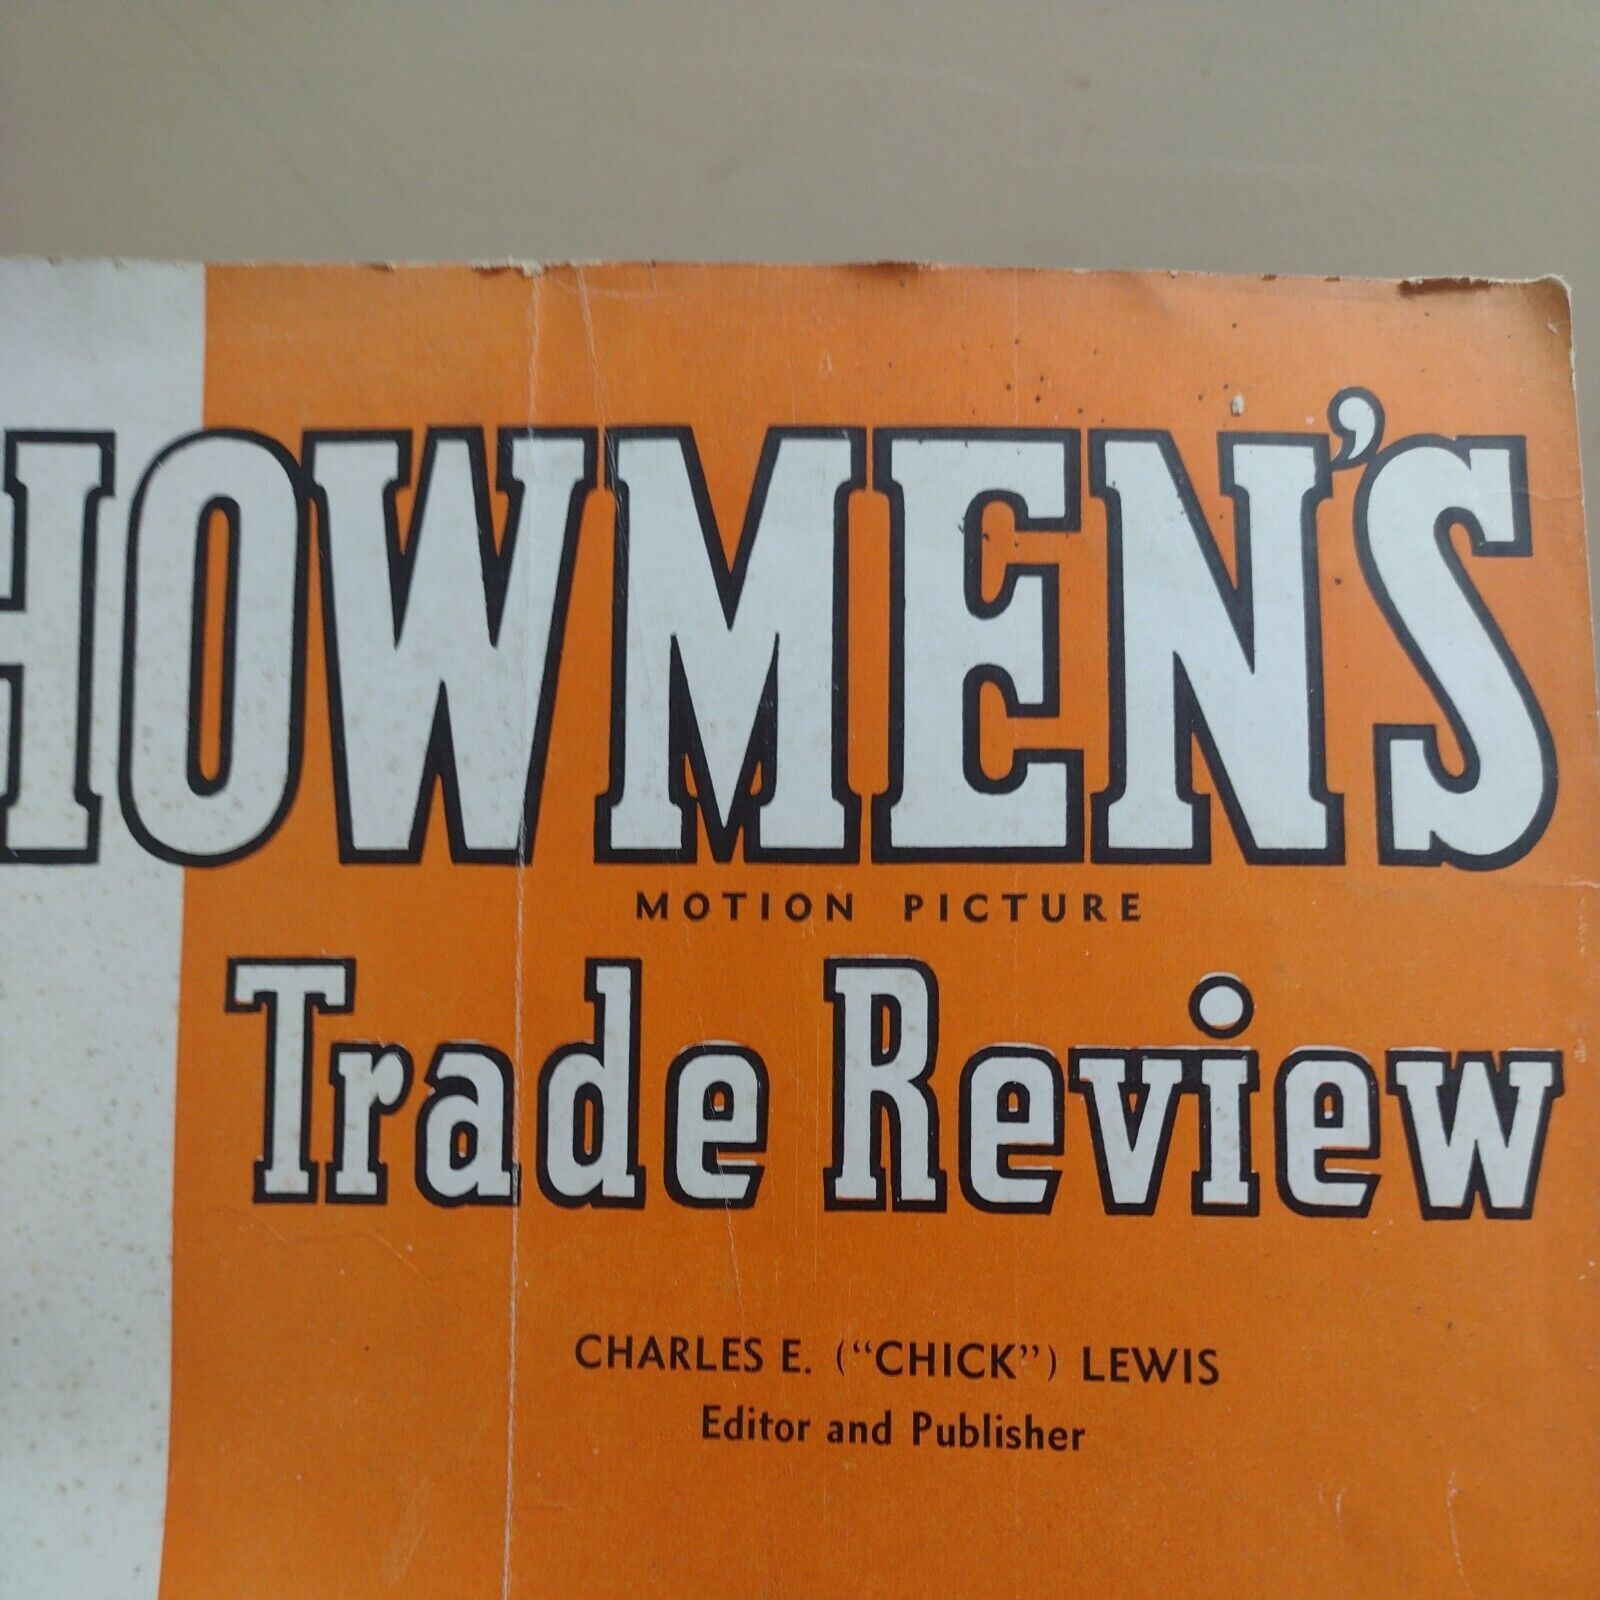 HOWMEN'S
MOTION PICTURE
Trade Review
CHARLES E. ("CHICK") LEWIS
Editor and Publisher